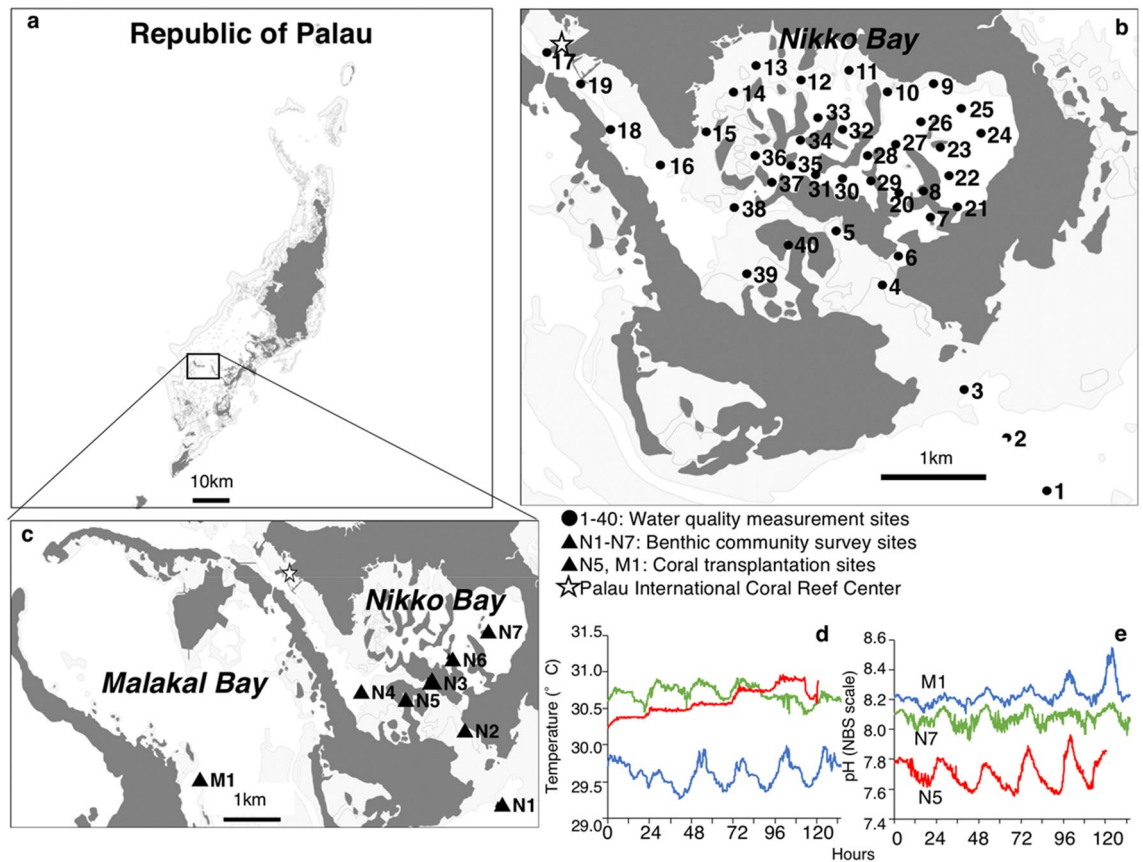 a
Republic of Palau
10km
b
Nikko Bay
17
13
12
11
19
14
10
9
25
33
18
15
32
26
24
34
27
23
16
36
35
28
22
37
31
30
29
20
8
21
38
7
5
40
6
39
4
3
2
1km
1
c
Nikko Bay
N7
N6
Malakal Bay
N4
N3
N5
N2
M1
1km
N1
1-40: Water quality measurement sites
N1-N7: Benthic community survey sites
N5, M1: Coral transplantation sites
Palau International Coral Reef Center
d
Temperature (° C)
31.5
31.0
30.5
30.0
29.5
29.0
0 24 48 72 96 120
e
pH (NBS scale)
8.6
8.4
8.2
8.0
7.8
7.6
7.4
M1
N7
N5
0 24 48 72 96 120
Hours